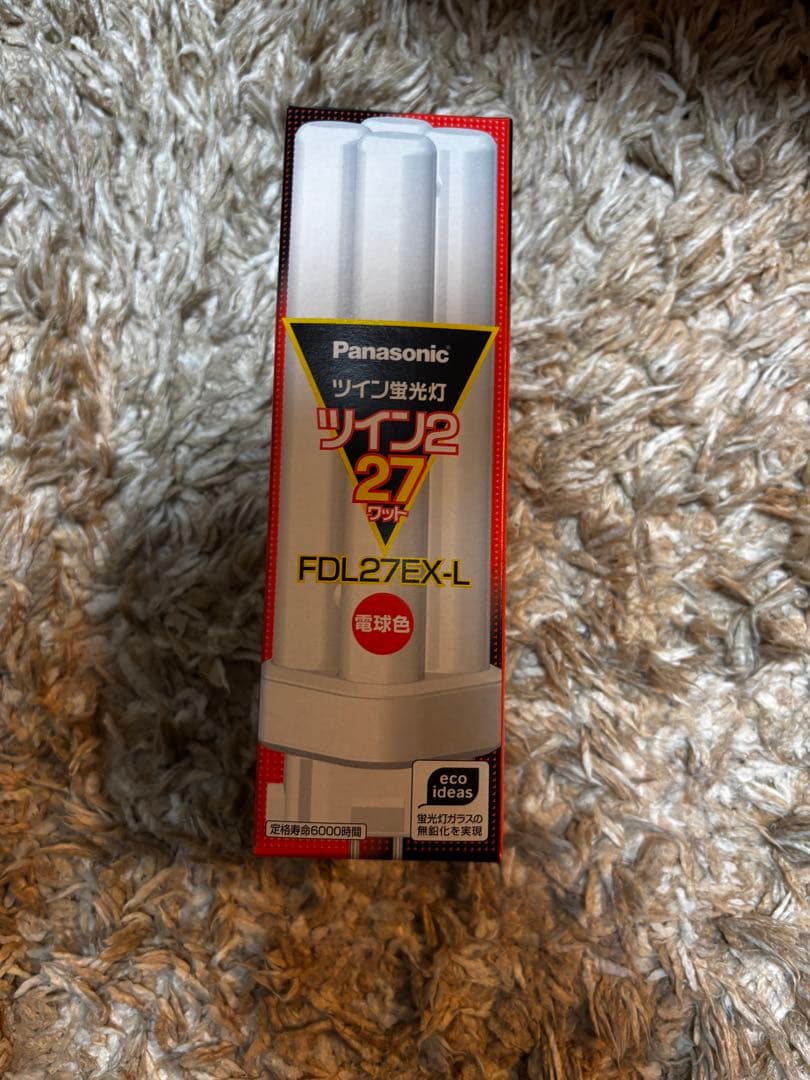 Panasonic
ツイン蛍光灯
ツイン2
27
ワット
FDL27EX-L
電球色
eco
ideas
蛍光灯ガラスの
無鉛化を実現
定格寿命6000時間